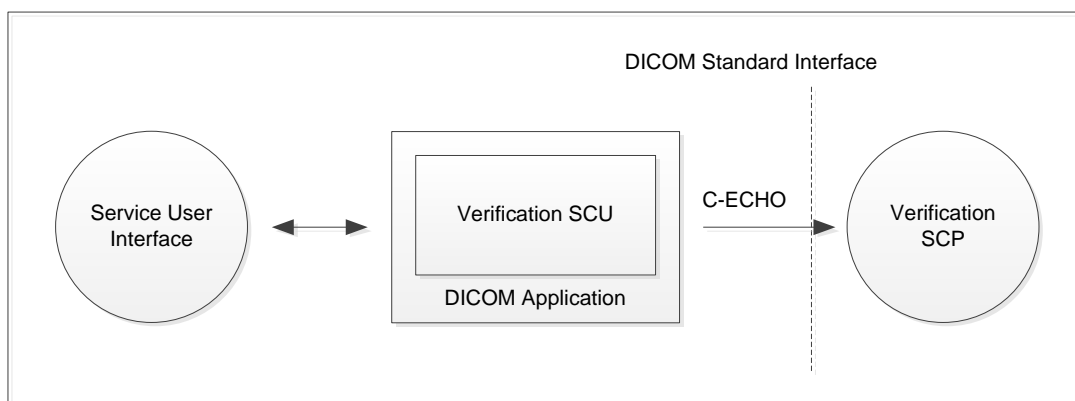 DICOM Standard Interface
Service User
Interface
Verification SCU
DICOM Application
C-ECHO
Verification
SCP